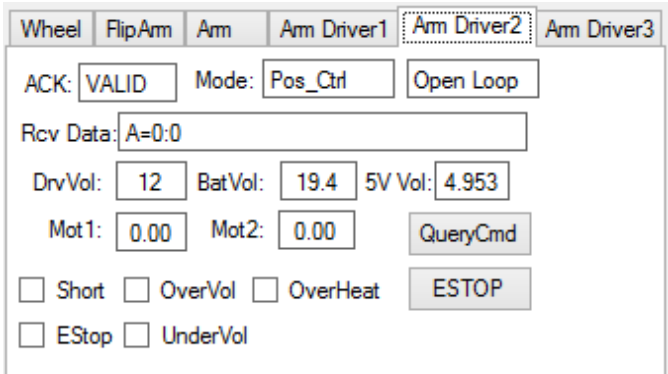 Wheel FlipArm Arm Arm Driver1 Arm Driver2 Arm Driver3
ACK: VALID Mode: Pos_Ctrl Open Loop
Rcv Data: A=0:0
DrvVol: 12 BatVol: 19.4 5V Vol: 4.953
Mot1: 0.00 Mot2: 0.00 QueryCmd
Short OverVol OverHeat ESTOP
EStop UnderVol